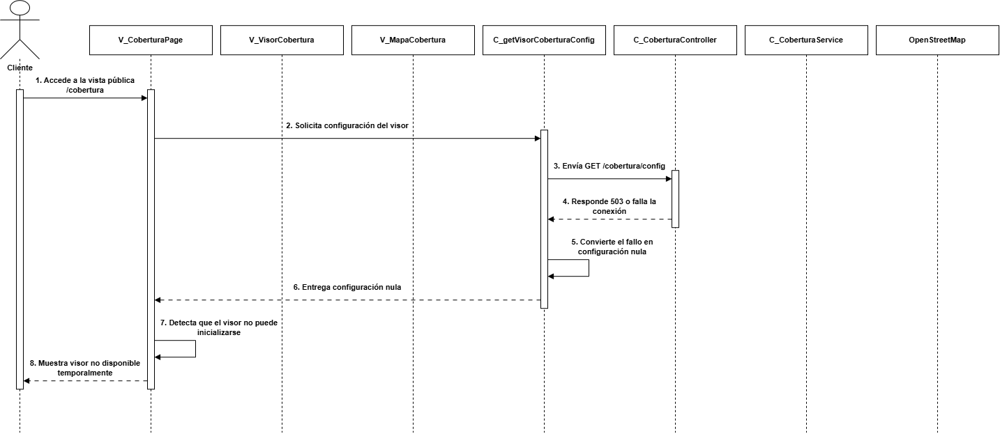 V_CoberturaPage
V_VisorCobertura
V_MapaCobertura
C_getVisorCoberturaConfig
C_CoberturaController
C_CoberturaService
OpenStreetMap
Cliente
1. Accede a la vista pública
/cobertura
2. Solicita configuración del visor
3. Envía GET /cobertura/config
4. Responde 503 o falla la
conexión
5. Convierte el fallo en
configuración nula
6. Entrega configuración nula
7. Detecta que el visor no puede
inicializarse
8. Muestra visor no disponible
temporalmente